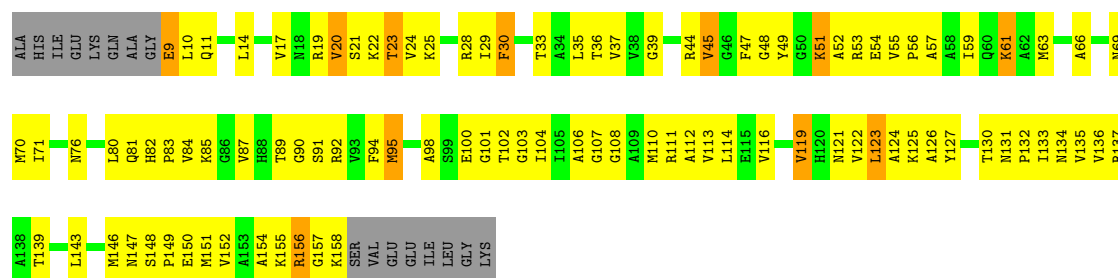 ALA HIS ILE GLU LYS GLN ALA GLY E9 L10 Q11 L14 V17 N18 R19 V20 S21 K22 T23 V24 K25 R28 I29 F30 T33 A34 L35 T36 V37 V38 G39 R44 V45 G46 F47 G48 Y49 G50 K51 A52 R53 E54 V55 P56 A57 A58 I59 Q60 K61 A62 M63 A66 N69
M70 I71 N76 L80 Q81 H82 P83 V84 K85 G86 V87 H88 T89 G90 S91 R92 V93 F94 M95 A98 S99 E100 G101 T102 G103 I104 I105 A106 G107 G108 A109 M110 R111 A112 V113 L114 E115 V116 V119 H120 N121 V122 L123 A124 K125 A126 Y127 T130 N131 P132 I133 N134 V135 V136 R137
A138 T139 L143 M146 N147 S148 P149 E150 M151 V152 A153 A154 K155 R156 G157 K158 SER VAL GLU GLU ILE LEU GLY LYS